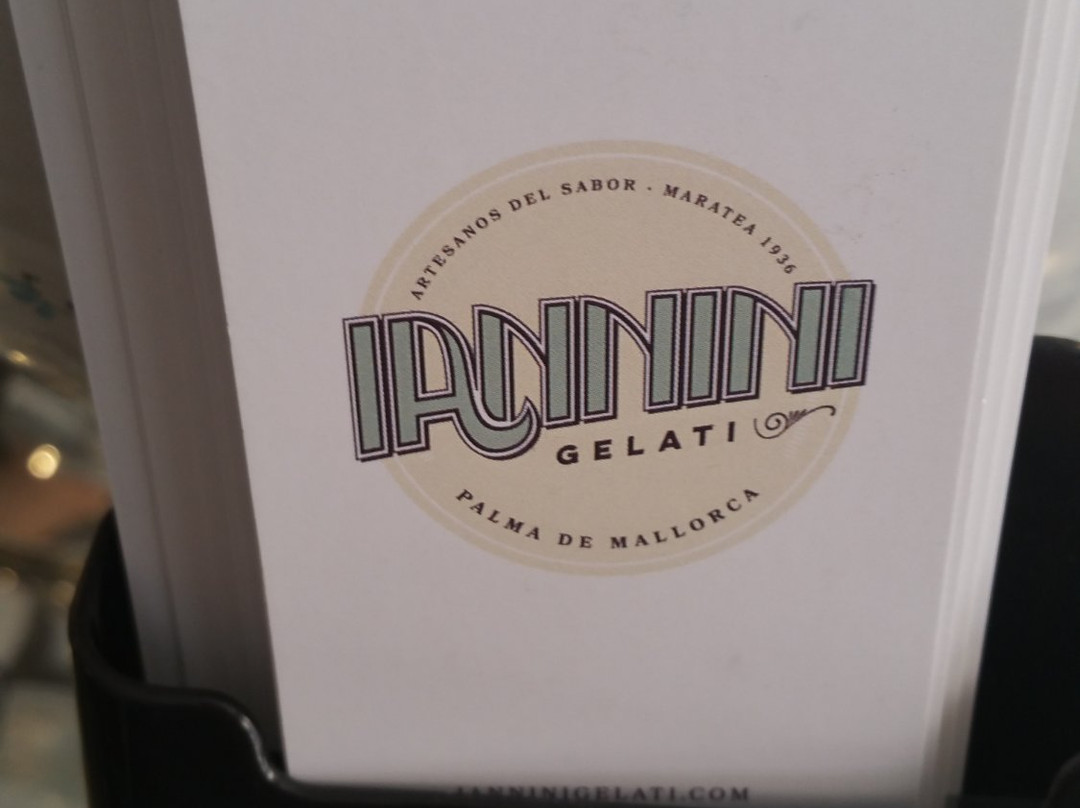 ARTESANOS DEL SABOR · MARATEA 1936
IANNINI
GELATI
PALMA DE MALLORCA
IANNINIGELATI.COM